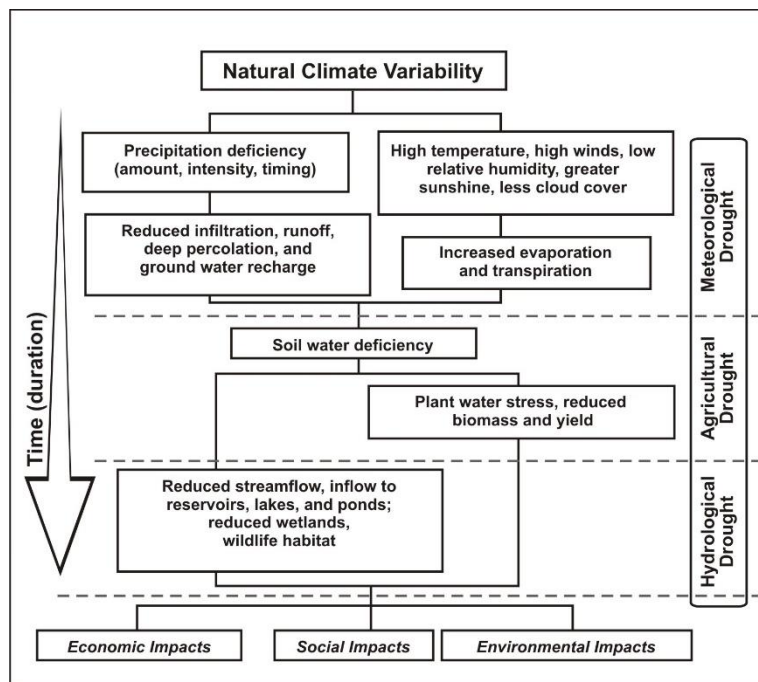 Natural Climate Variability
Precipitation deficiency
(amount, intensity, timing)
High temperature, high winds, low
relative humidity, greater
sunshine, less cloud cover
Reduced infiltration, runoff,
deep percolation, and
ground water recharge
Increased evaporation
and transpiration
Meteorological
Drought
Time (duration)
Soil water deficiency
Plant water stress, reduced
biomass and yield
Agricultural
Drought
Reduced streamflow, inflow to
reservoirs, lakes, and ponds;
reduced wetlands,
wildlife habitat
Hydrological
Drought
Economic Impacts
Social Impacts
Environmental Impacts